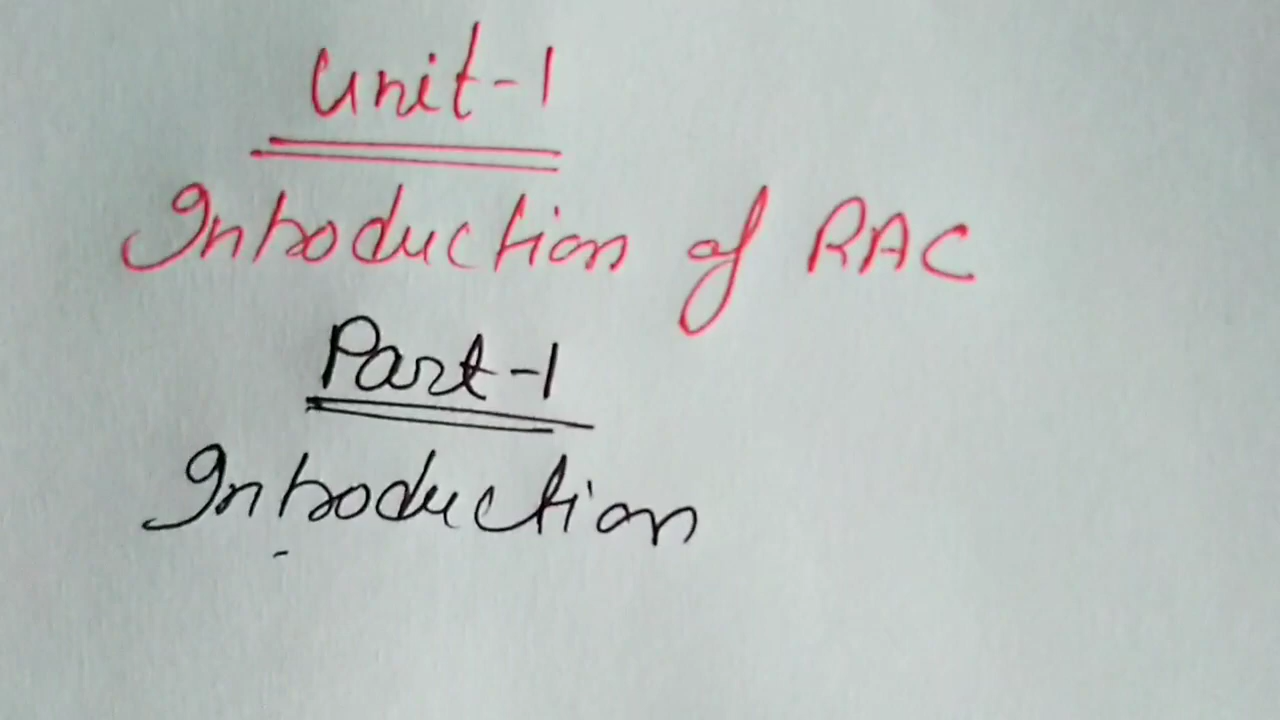 Unit-1
Introduction of RAC
Part-1
Introduction